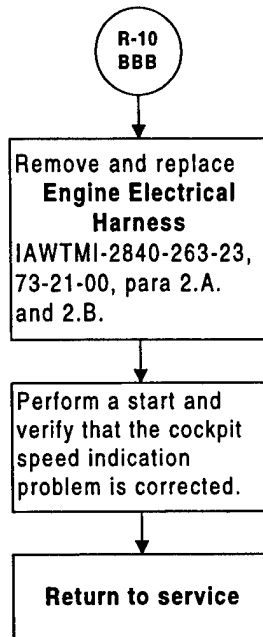 R-10
BBB
Remove and replace
Engine Electrical
Harness
IAWTMI-2840-263-23,
73-21-00, para 2.A.
and 2.B.
Perform a start and
verify that the cockpit
speed indication
problem is corrected.
Return to service